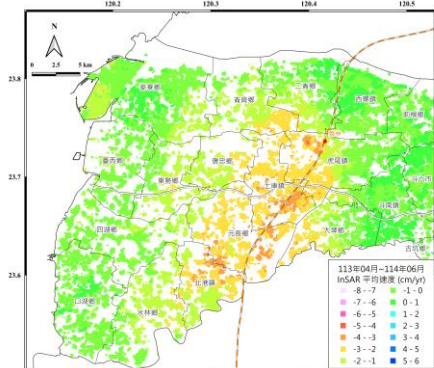 120.2 120.3 120.4 120.5
N
0 2.5 5 km
23.8
23.7
23.6
麥寮鄉
崙背鄉
二崙鄉
西螺鎮
莿桐鄉
臺西鄉
東勢鄉
褒忠鄉
土庫鎮
虎尾鎮
斗六市
斗南鎮
四湖鄉
元長鄉
大埤鄉
古坑鄉
北港鎮
口湖鄉
水林鄉
113年04月~114年06月
InSAR 平均速度 (cm/yr)
-8 - -7
-7 - -6
-6 - -5
-5 - -4
-4 - -3
-3 - -2
-2 - -1
-1 - 0
0 - 1
1 - 2
2 - 3
3 - 4
4 - 5
5 - 6